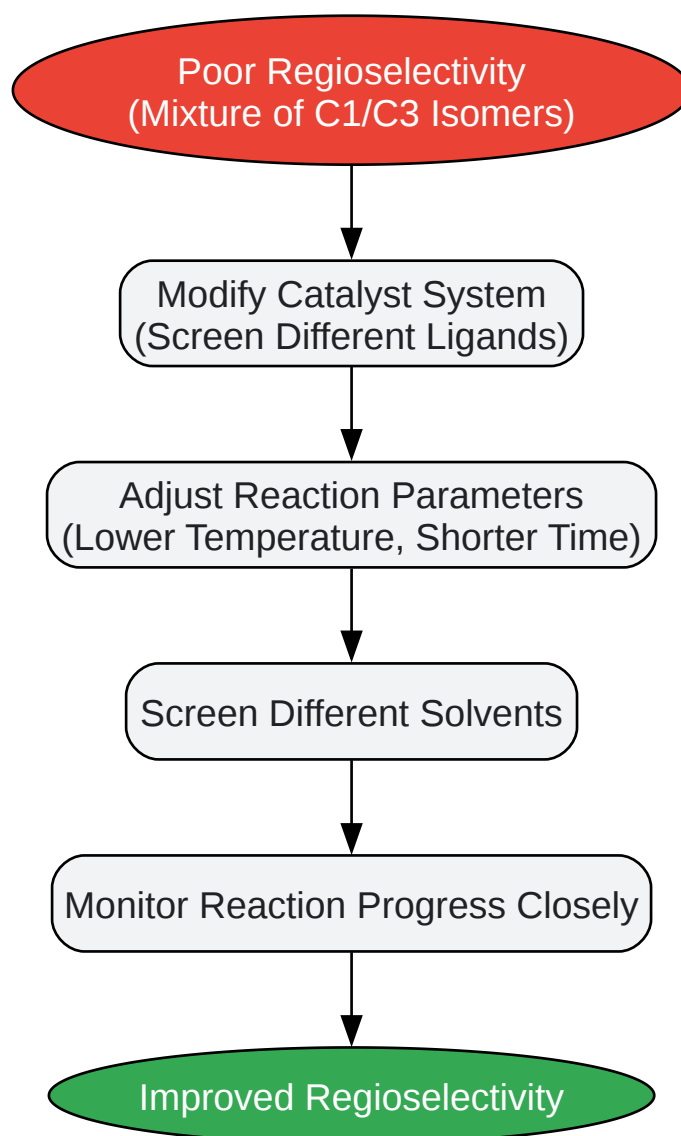 Poor Regioselectivity
(Mixture of C1/C3 Isomers)
Modify Catalyst System
(Screen Different Ligands)
Adjust Reaction Parameters
(Lower Temperature, Shorter Time)
Screen Different Solvents
Monitor Reaction Progress Closely
Improved Regioselectivity